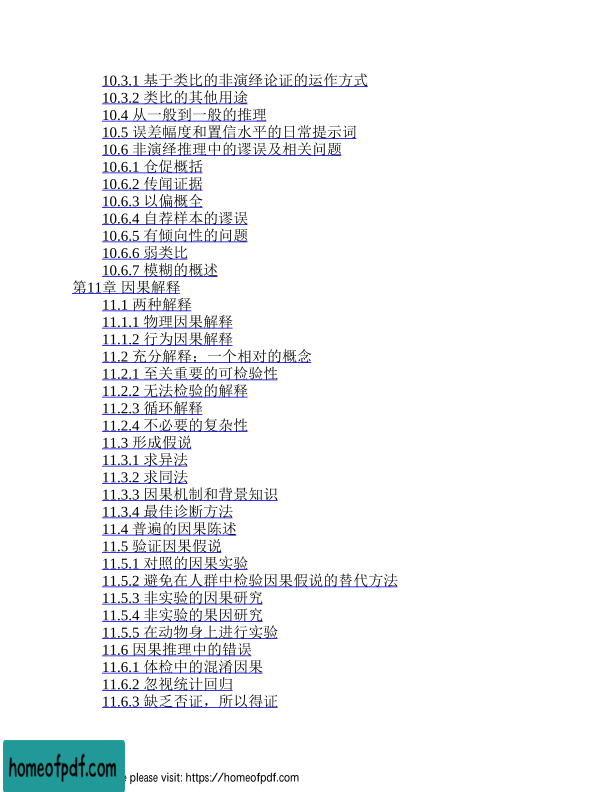 10.3.1 基于类比的非演绎论证的运作方式
10.3.2 类比的其他用途
10.4 从一般到一般的推理
10.5 误差幅度和置信水平的日常提示词
10.6 非演绎推理中的谬误及相关问题
10.6.1 仓促概括
10.6.2 传闻证据
10.6.3 以偏概全
10.6.4 自荐样本的谬误
10.6.5 有倾向性的问题
10.6.6 弱类比
10.6.7 模糊的概述
第11章 因果解释
11.1 两种解释
11.1.1 物理因果解释
11.1.2 行为因果解释
11.2 充分解释：一个相对的概念
11.2.1 至关重要的可检验性
11.2.2 无法检验的解释
11.2.3 循环解释
11.2.4 不必要的复杂性
11.3 形成假说
11.3.1 求异法
11.3.2 求同法
11.3.3 因果机制和背景知识
11.3.4 最佳诊断方法
11.4 普遍的因果陈述
11.5 验证因果假说
11.5.1 对照的因果实验
11.5.2 避免在人群中检验因果假说的替代方法
11.5.3 非实验的因果研究
11.5.4 非实验的果因研究
11.5.5 在动物身上进行实验
11.6 因果推理中的错误
11.6.1 体检中的混淆因果
11.6.2 忽视统计回归
11.6.3 缺乏否证，所以得证
homeofpdf.com
e please visit: https://homeofpdf.com